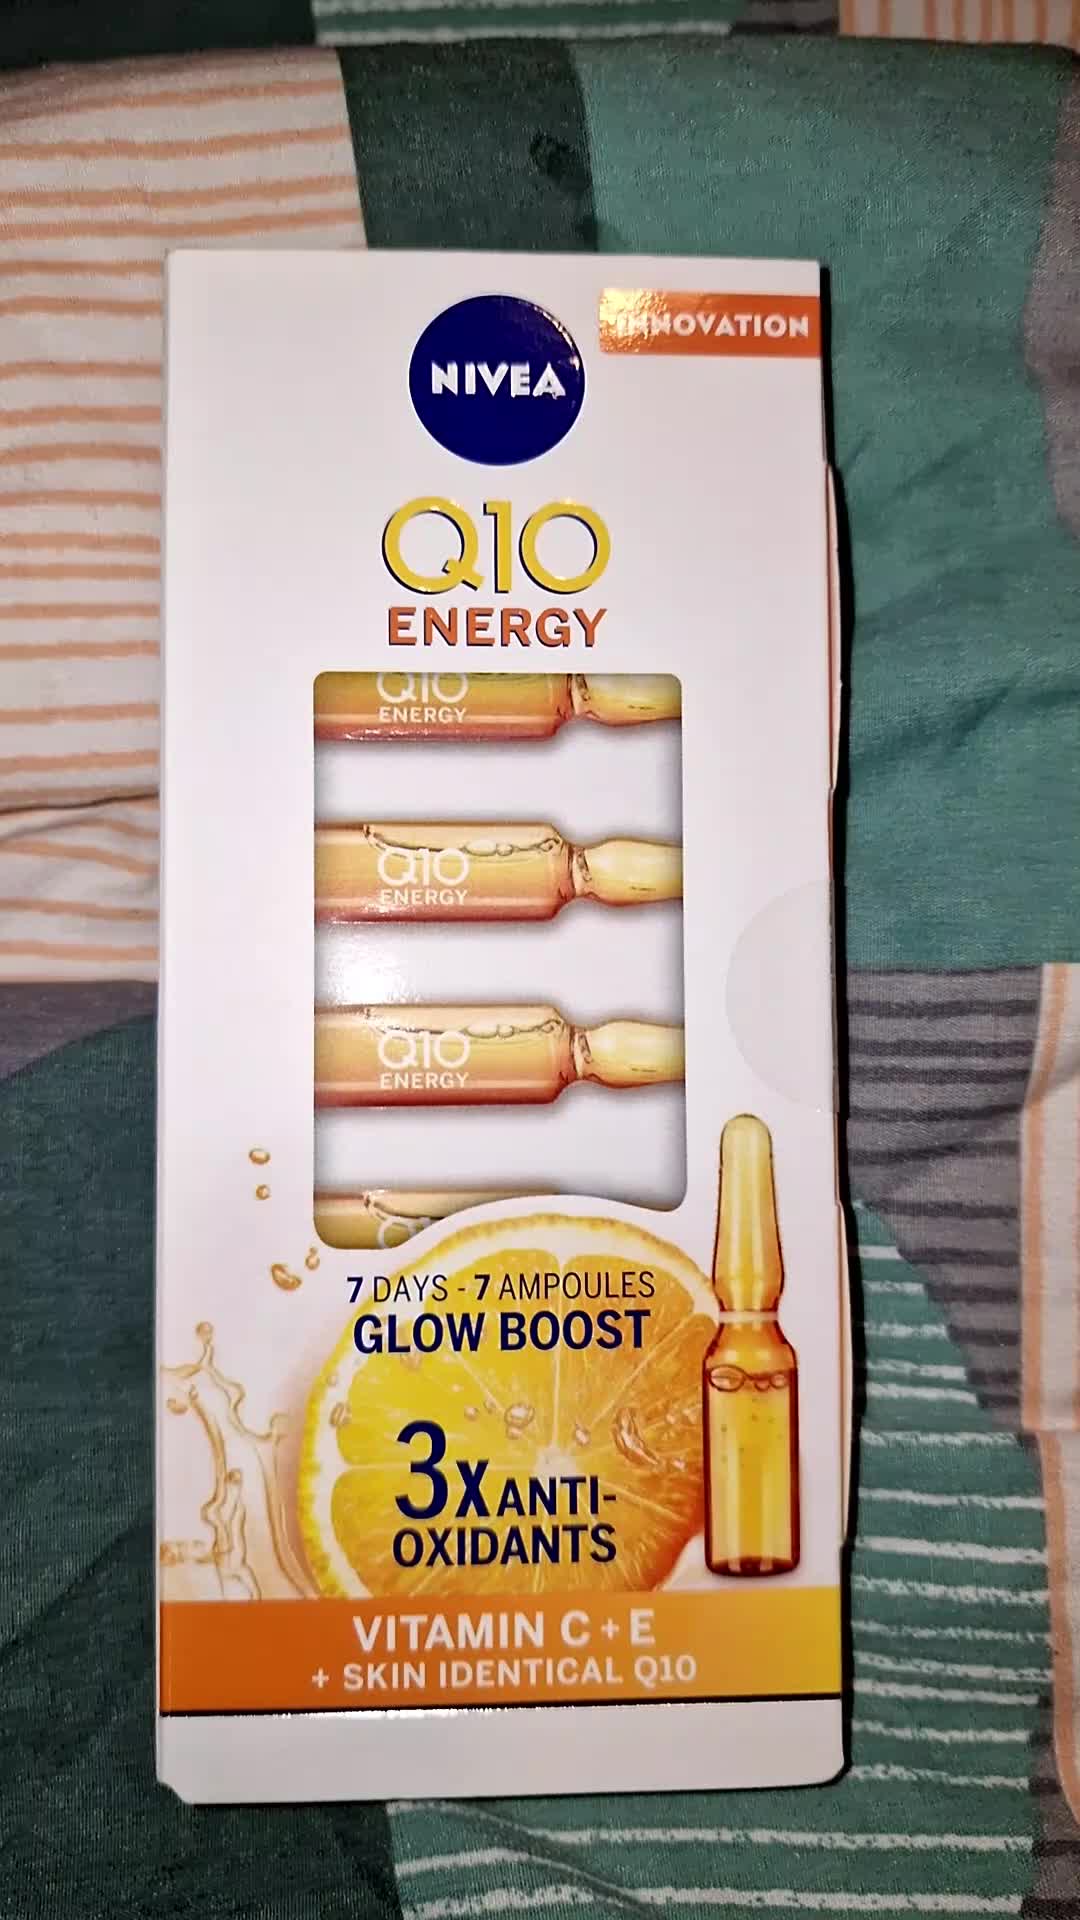 INNOVATION
NIVEA
Q10
ENERGY
Q10
ENERGY
Q10
ENERGY
Q10
ENERGY
7 DAYS - 7 AMPOULES
GLOW BOOST
3x ANTI-
OXIDANTS
VITAMIN C + E
+ SKIN IDENTICAL Q10